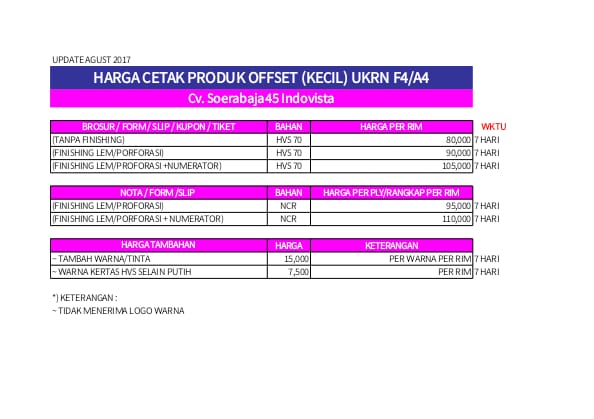 UPDATE AGUST 2017
HARGA CETAK PRODUK OFFSET (KECIL) UKRN F4/A4
Cv. Soerabaja45 Indovista
BROSUR / FORM / SLIP / KUPON / TIKET BAHAN HARGA PER RIM WKTU
(TANPA FINISHING) HVS 70 80,000 7 HARI
(FINISHING LEM/PORFORASI) HVS 70 90,000 7 HARI
(FINISHING LEM/PROFORASI +NUMERATOR) HVS 70 105,000 7 HARI
NOTA / FORM /SLIP BAHAN HARGA PER PLY/RANGKAP PER RIM
(FINISHING LEM/PROFORASI) NCR 95,000 7 HARI
(FINISHING LEM/PORFORASI + NUMERATOR) NCR 110,000 7 HARI
HARGA TAMBAHAN HARGA KETERANGAN
~ TAMBAH WARNA/TINTA 15,000 PER WARNA PER RIM 7 HARI
~ WARNA KERTAS HVS SELAIN PUTIH 7,500 PER RIM 7 HARI
*) KETERANGAN :
~ TIDAK MENERIMA LOGO WARNA